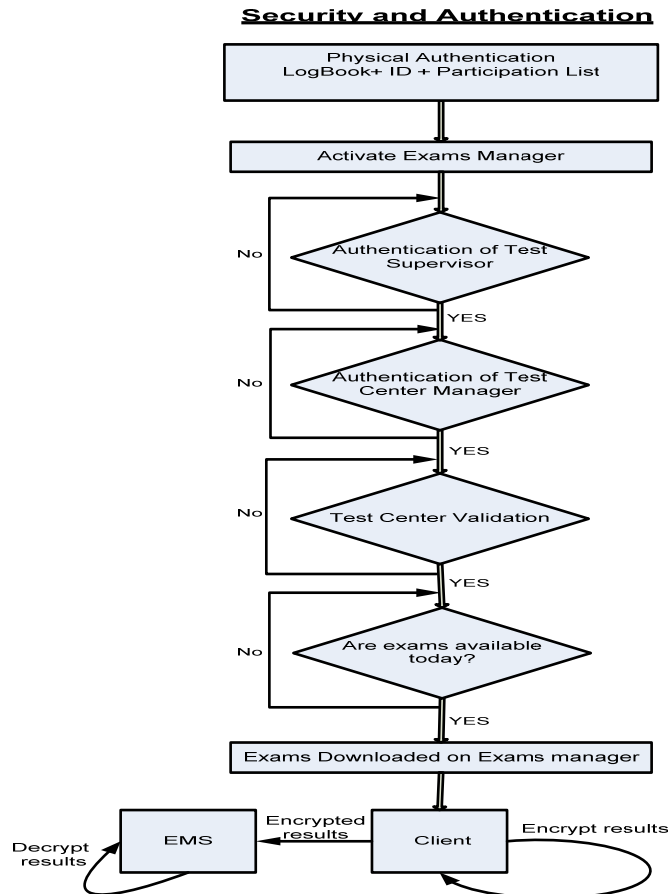 Security and Authentication
Physical Authentication
LogBook+ ID + Participation List
Activate Exams Manager
Authentication of Test
Supervisor
No
YES
Authentication of Test
Center Manager
No
YES
Test Center Validation
No
YES
Are exams available
today?
No
YES
Exams Downloaded on Exams manager
EMS
Encrypted
results
Client
Encrypt results
Decrypt
results